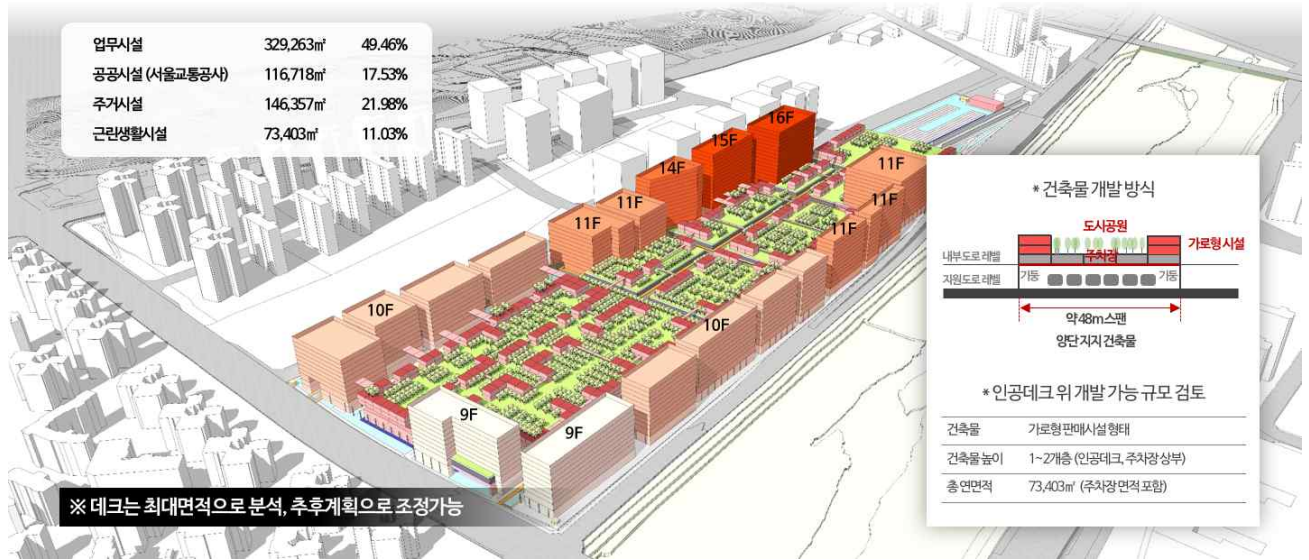 업무시설 329,263㎡ 49.46%
공공시설 (서울교통공사) 116,718㎡ 17.53%
주거시설 146,357㎡ 21.98%
근린생활시설 73,403㎡ 11.03%
16F
15F
14F
11F
11F
11F
11F
11F
10F
10F
9F
9F
* 건축물 개발 방식
도시공원
가로형 시설
주차장
내부도로레벨
지원도로레벨
기둥
기둥
약 48m 스팬
양단 지지 건축물
* 인공데크 위 개발 가능 규모 검토
건축물 가로형 판매시설 형태
건축물 높이 1~2개층 (인공데크, 주차장 상부)
총 연면적 73,403㎡ (주차장 면적 포함)
※ 데크는 최대면적으로 분석, 추후계획으로 조정가능